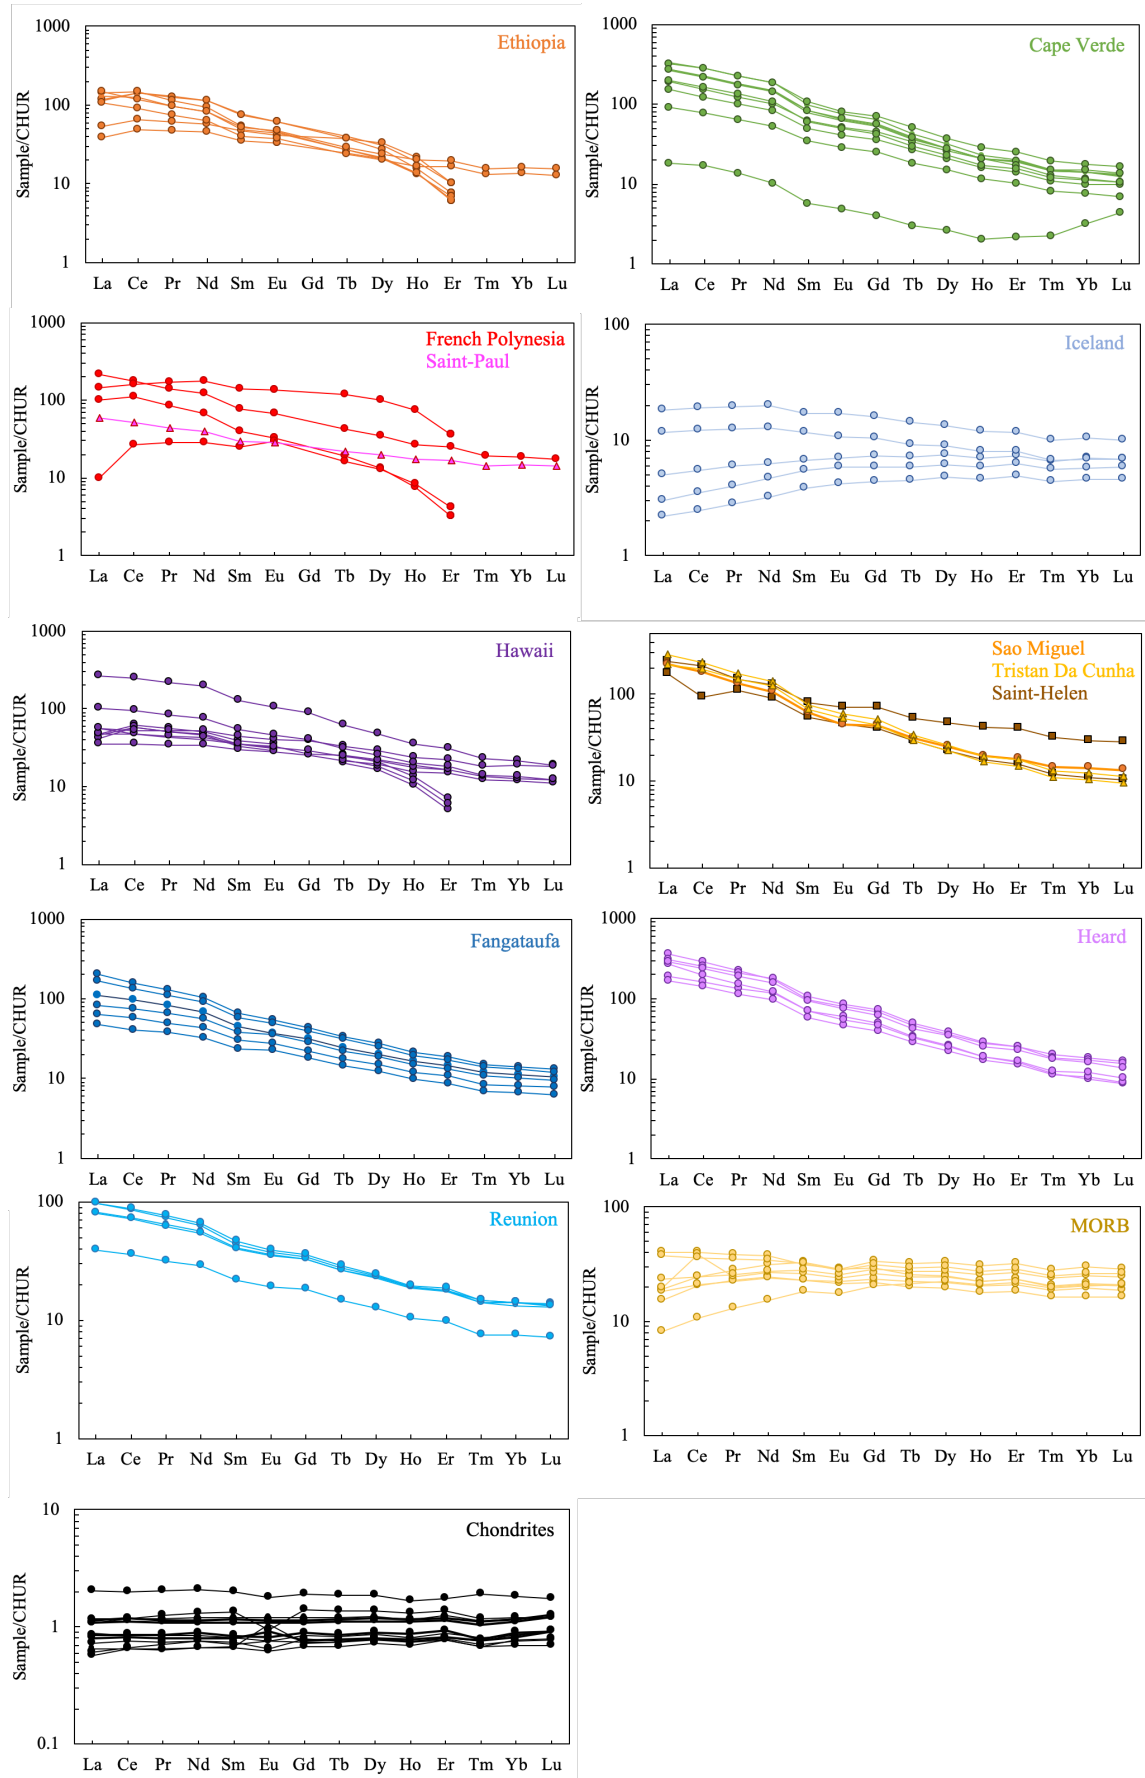 1000
100
10
1
Sample/CHUR
Ethiopia
La Ce Pr Nd Sm Eu Gd Tb Dy Ho Er Tm Yb Lu
1000
100
10
1
Sample/CHUR
Cape Verde
La Ce Pr Nd Sm Eu Gd Tb Dy Ho Er Tm Yb Lu
1000
100
10
1
Sample/CHUR
French Polynesia
Saint-Paul
La Ce Pr Nd Sm Eu Gd Tb Dy Ho Er Tm Yb Lu
100
10
1
Sample/CHUR
Iceland
La Ce Pr Nd Sm Eu Gd Tb Dy Ho Er Tm Yb Lu
1000
100
10
1
Sample/CHUR
Hawaii
La Ce Pr Nd Sm Eu Gd Tb Dy Ho Er Tm Yb Lu
100
10
1
Sample/CHUR
Sao Miguel
Tristan Da Cunha
Saint-Helen
La Ce Pr Nd Sm Eu Gd Tb Dy Ho Er Tm Yb Lu
1000
100
10
1
Sample/CHUR
Fangataufa
La Ce Pr Nd Sm Eu Gd Tb Dy Ho Er Tm Yb Lu
1000
100
10
1
Sample/CHUR
Heard
La Ce Pr Nd Sm Eu Gd Tb Dy Ho Er Tm Yb Lu
100
10
1
Sample/CHUR
Reunion
La Ce Pr Nd Sm Eu Gd Tb Dy Ho Er Tm Yb Lu
100
10
1
Sample/CHUR
MORB
La Ce Pr Nd Sm Eu Gd Tb Dy Ho Er Tm Yb Lu
10
1
0.1
Sample/CHUR
Chondrites
La Ce Pr Nd Sm Eu Gd Tb Dy Ho Er Tm Yb Lu